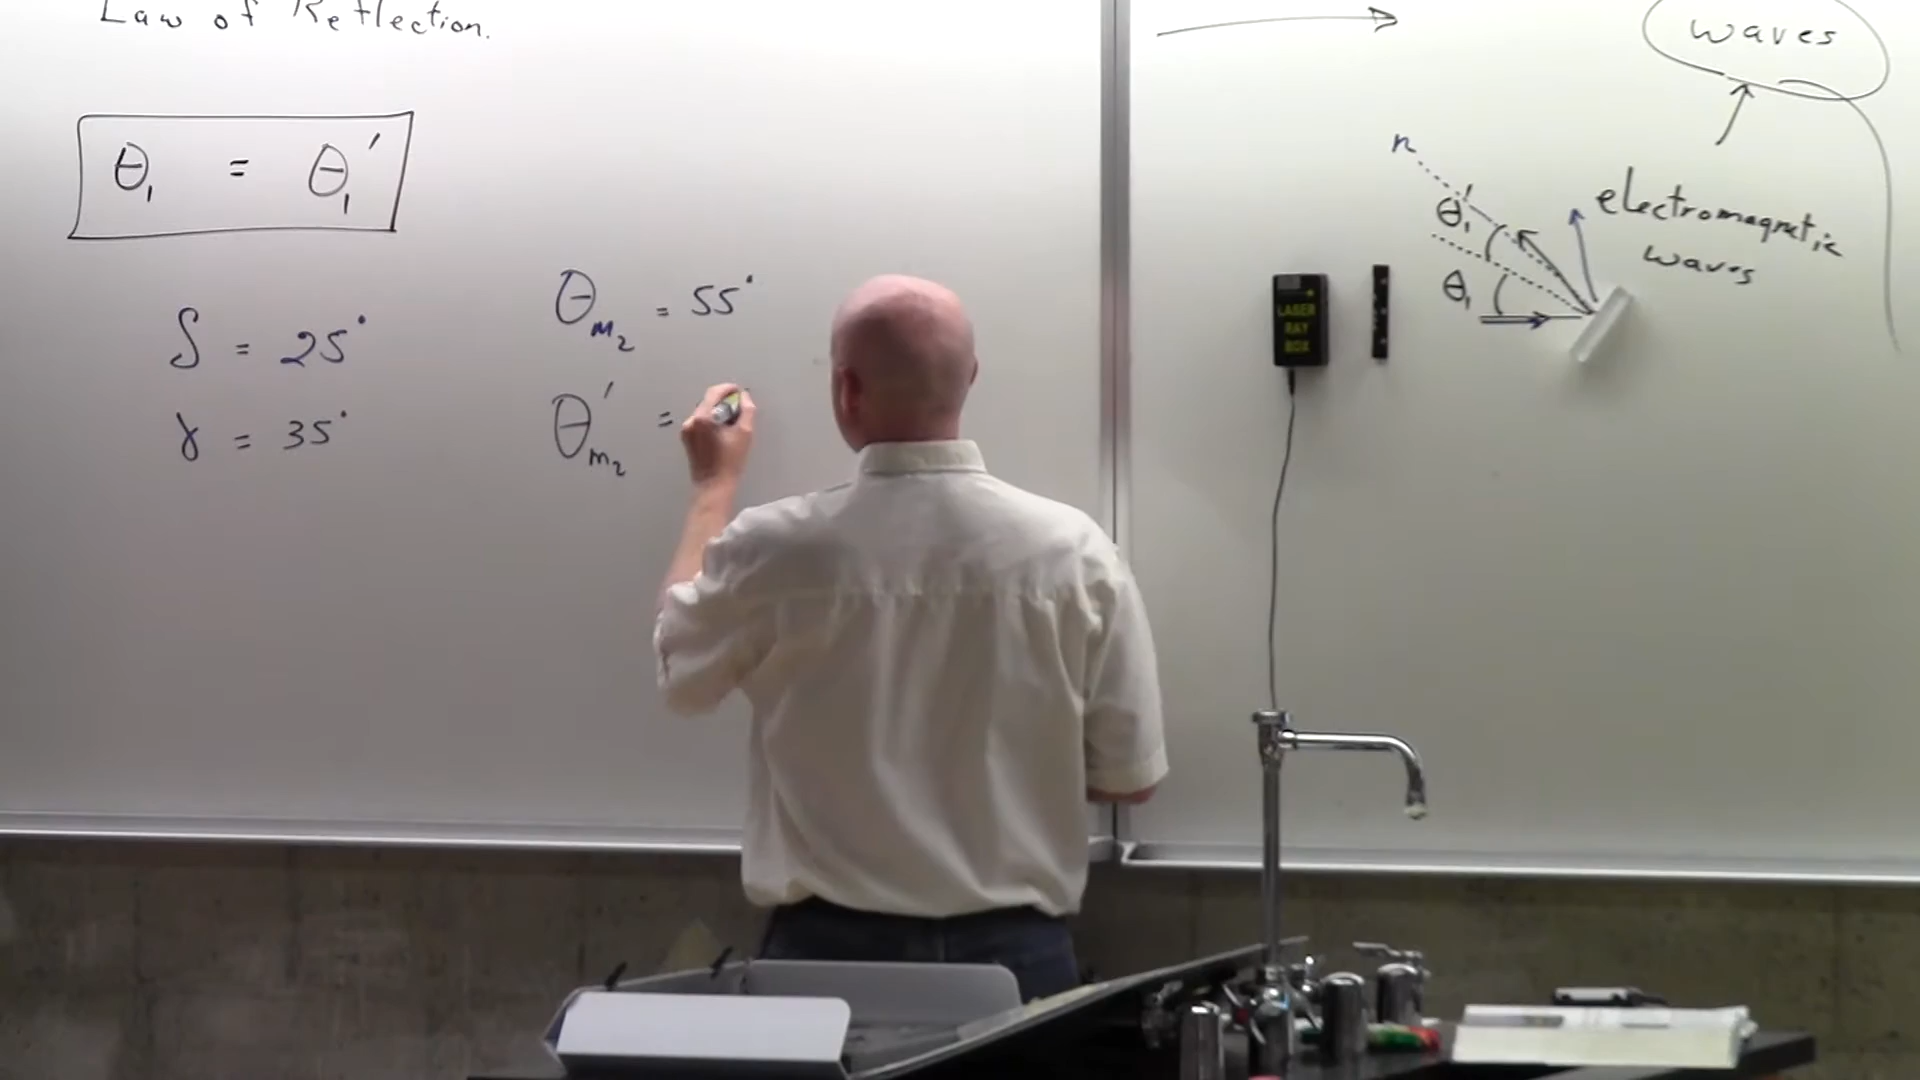 Law of Reflection.
θ₁ = θ₁'
δ = 25°
γ = 35°
θₘ₂ = 55°
θ'ₘ₂ =
waves
n
θ₁'
θ₁
electromagnetic
waves
LASER
RAY
BOX